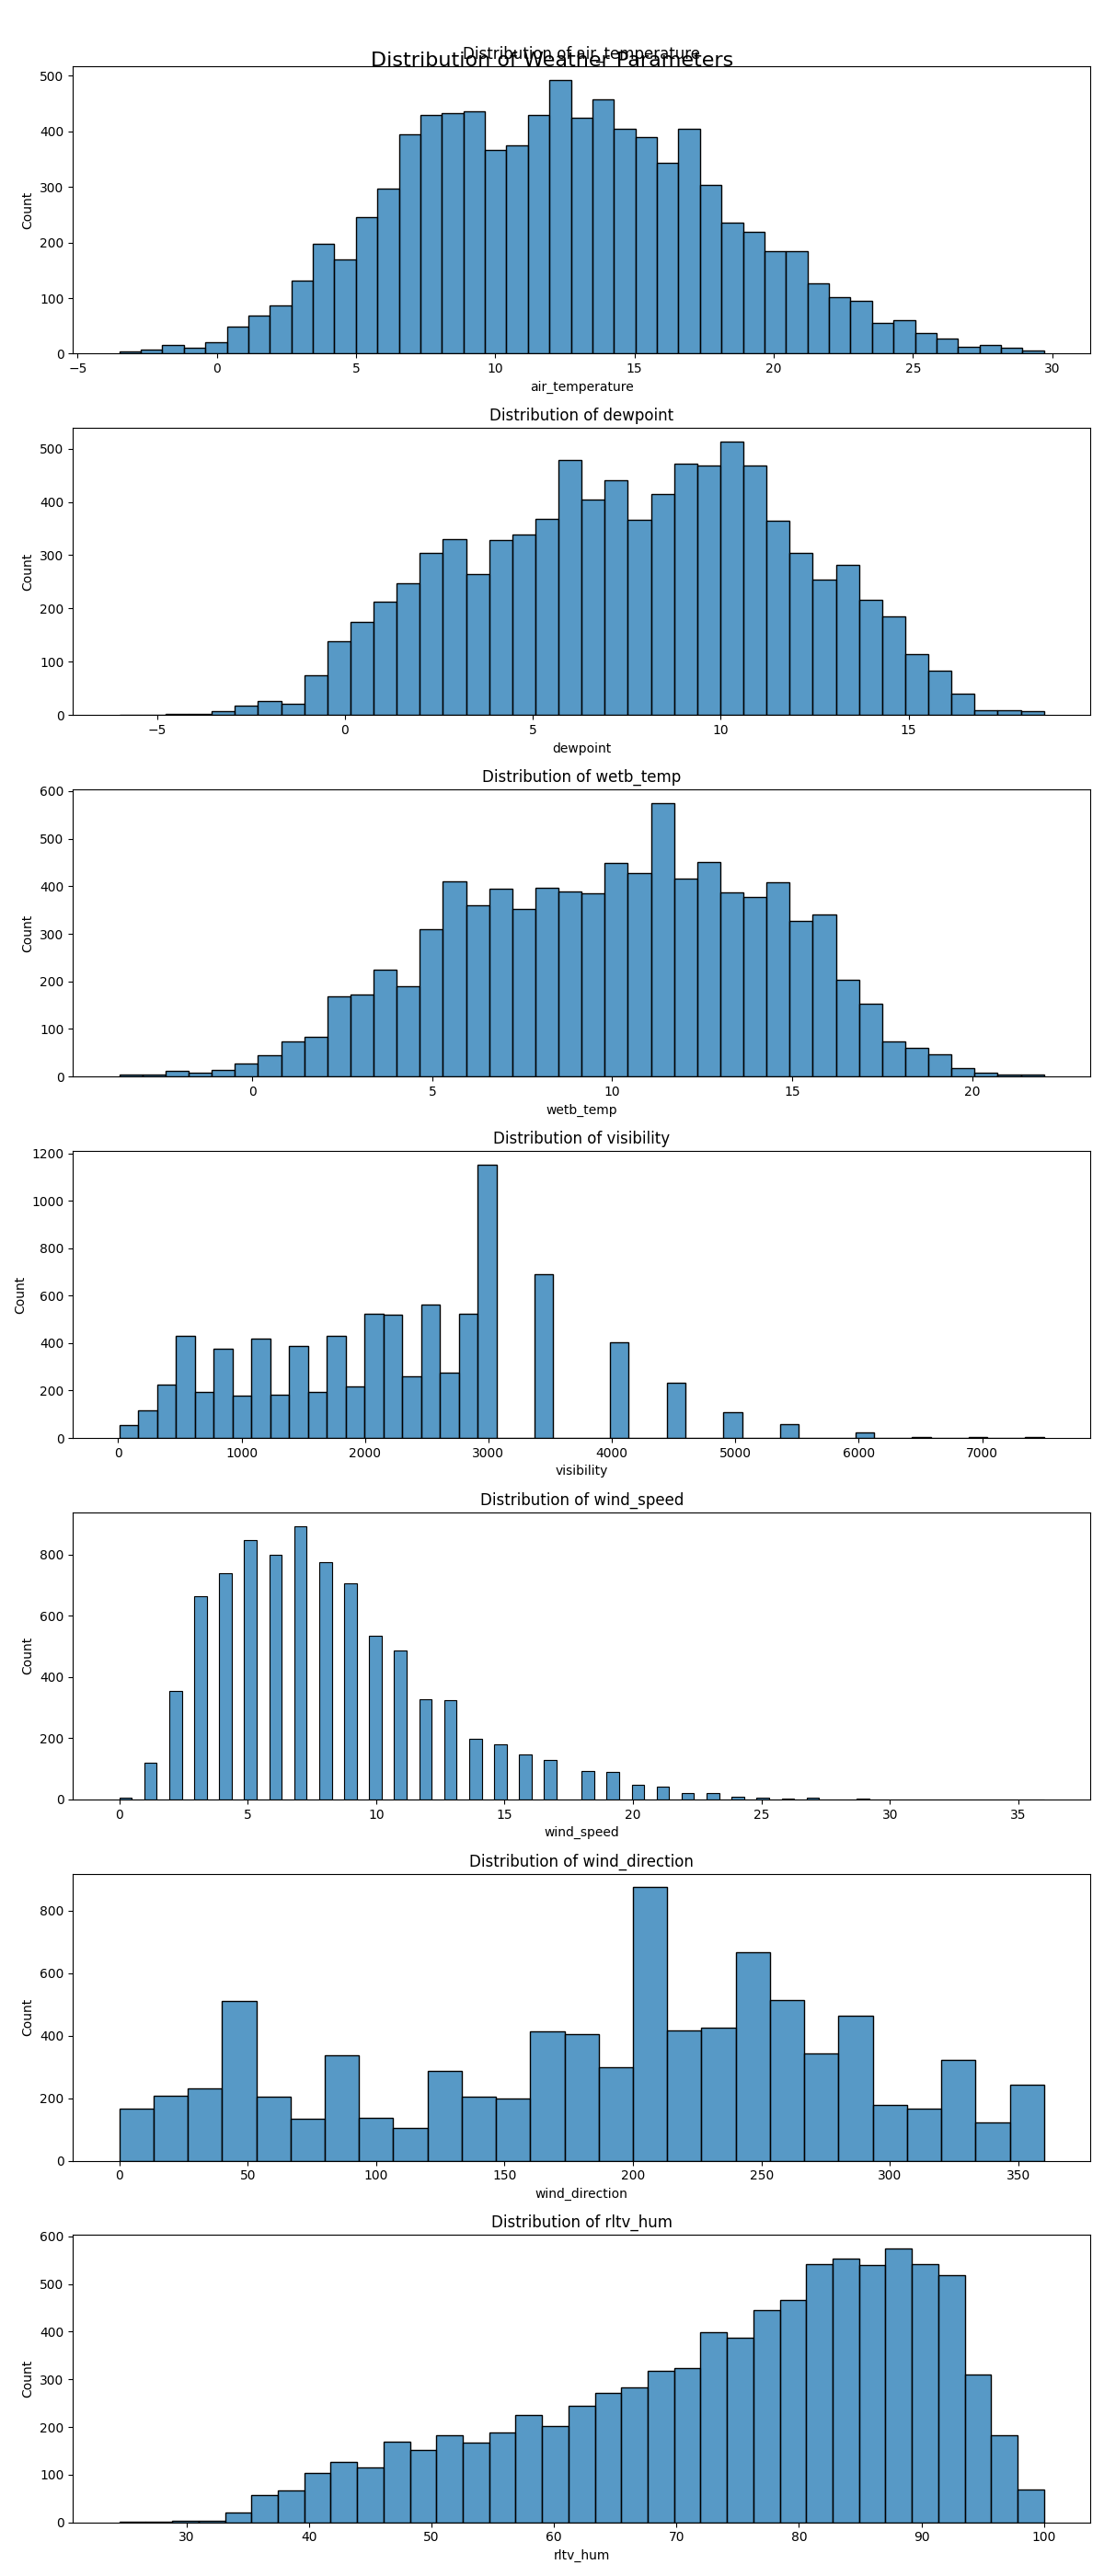 Distribution of air_temperature
Distribution of Weather Parameters
500
400
300
200
100
0
Count
−5 0 5 10 15 20 25 30
air_temperature
Distribution of dewpoint
500
400
300
200
100
0
Count
−5 0 5 10 15
dewpoint
Distribution of wetb_temp
600
500
400
300
200
100
0
Count
0 5 10 15 20
wetb_temp
Distribution of visibility
1200
1000
800
600
400
200
0
Count
0 1000 2000 3000 4000 5000 6000 7000
visibility
Distribution of wind_speed
800
600
400
200
0
Count
0 5 10 15 20 25 30 35
wind_speed
Distribution of wind_direction
800
600
400
200
0
Count
0 50 100 150 200 250 300 350
wind_direction
Distribution of rltv_hum
600
500
400
300
200
100
0
Count
30 40 50 60 70 80 90 100
rltv_hum